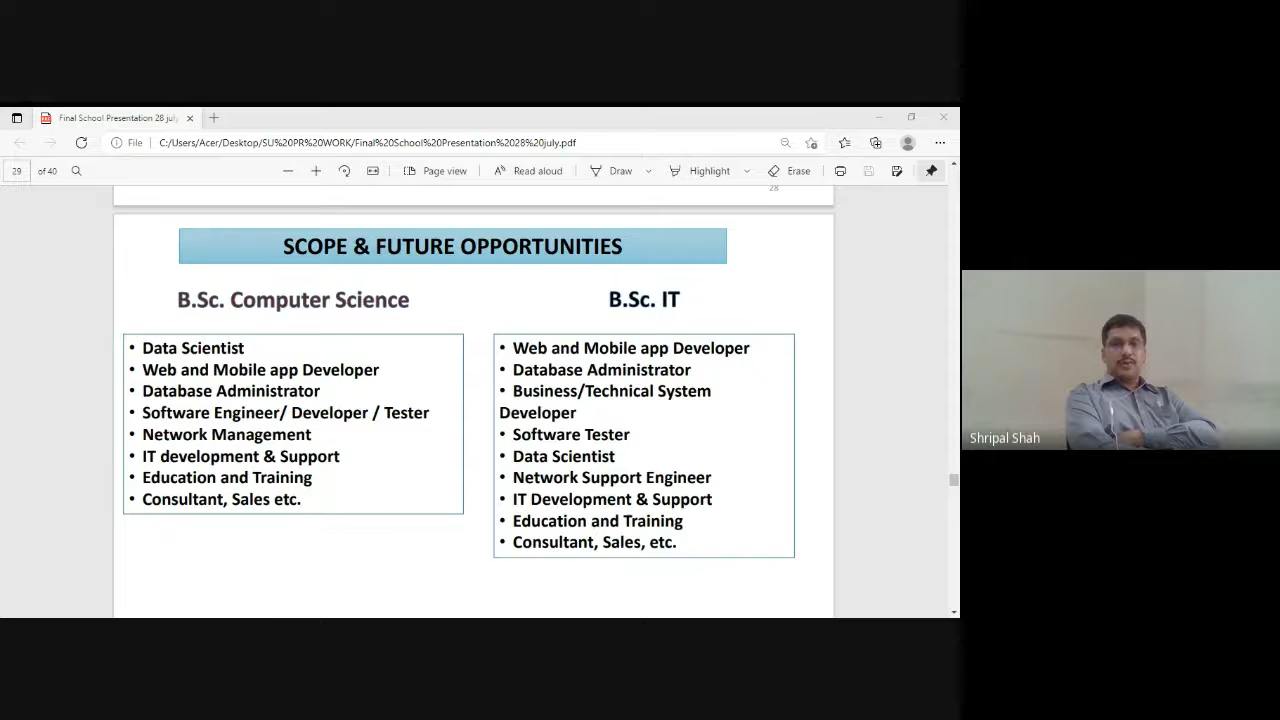 Final School Presentation 28 july
File
C:/Users/Acer/Desktop/SU%20PR%20WORK/Final%20School%20Presentation%2028%20july.pdf
29
of 40
Page view
Read aloud
Draw
Highlight
Erase
28
SCOPE & FUTURE OPPORTUNITIES
B.Sc. Computer Science
• Data Scientist
• Web and Mobile app Developer
• Database Administrator
• Software Engineer/ Developer / Tester
• Network Management
• IT development & Support
• Education and Training
• Consultant, Sales etc.
B.Sc. IT
• Web and Mobile app Developer
• Database Administrator
• Business/Technical System
Developer
• Software Tester
• Data Scientist
• Network Support Engineer
• IT Development & Support
• Education and Training
• Consultant, Sales, etc.
Shripal Shah